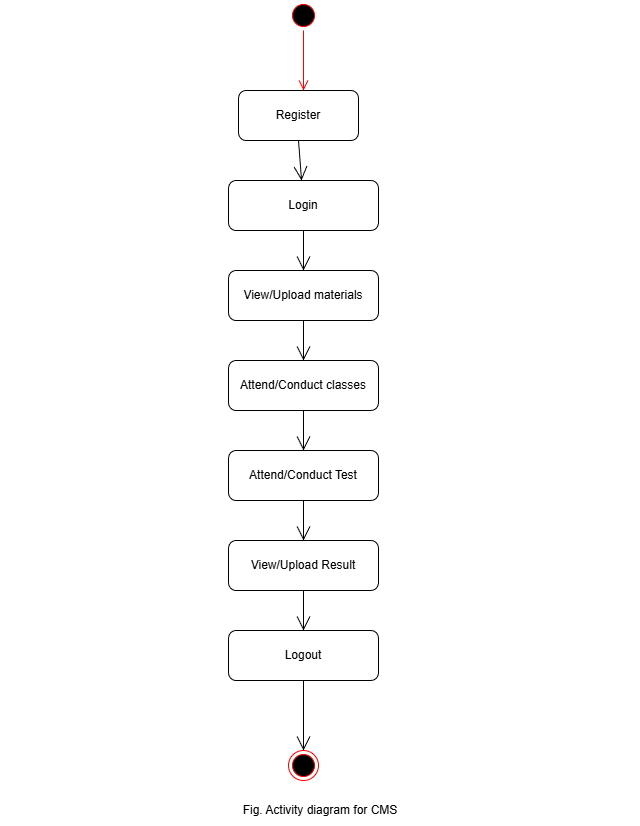 Register
Login
View/Upload materials
Attend/Conduct classes
Attend/Conduct Test
View/Upload Result
Logout
Fig. Activity diagram for CMS